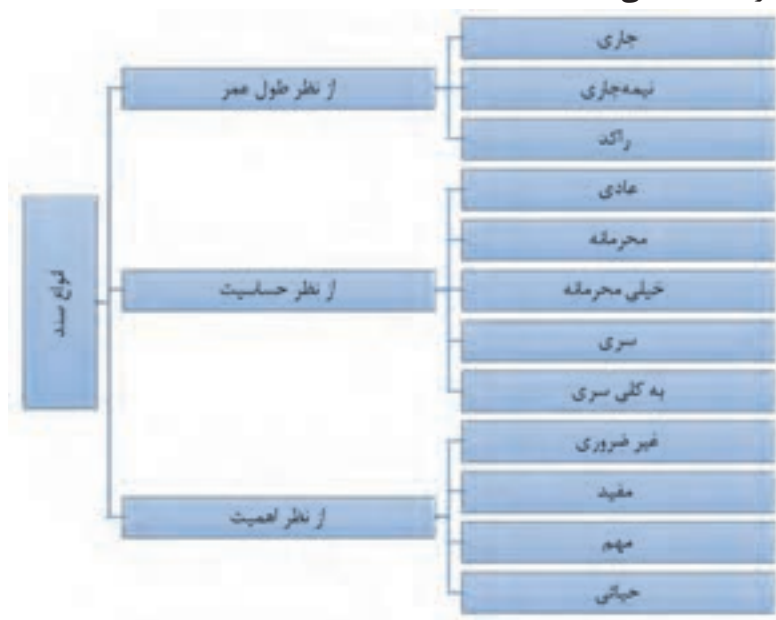 انواع سند
از نظر طول عمر
جاری
نیمه‌جاری
راکد
از نظر حساسیت
عادی
محرمانه
خیلی محرمانه
سری
به کلی سری
از نظر اهمیت
غیر ضروری
مفید
مهم
حیاتی